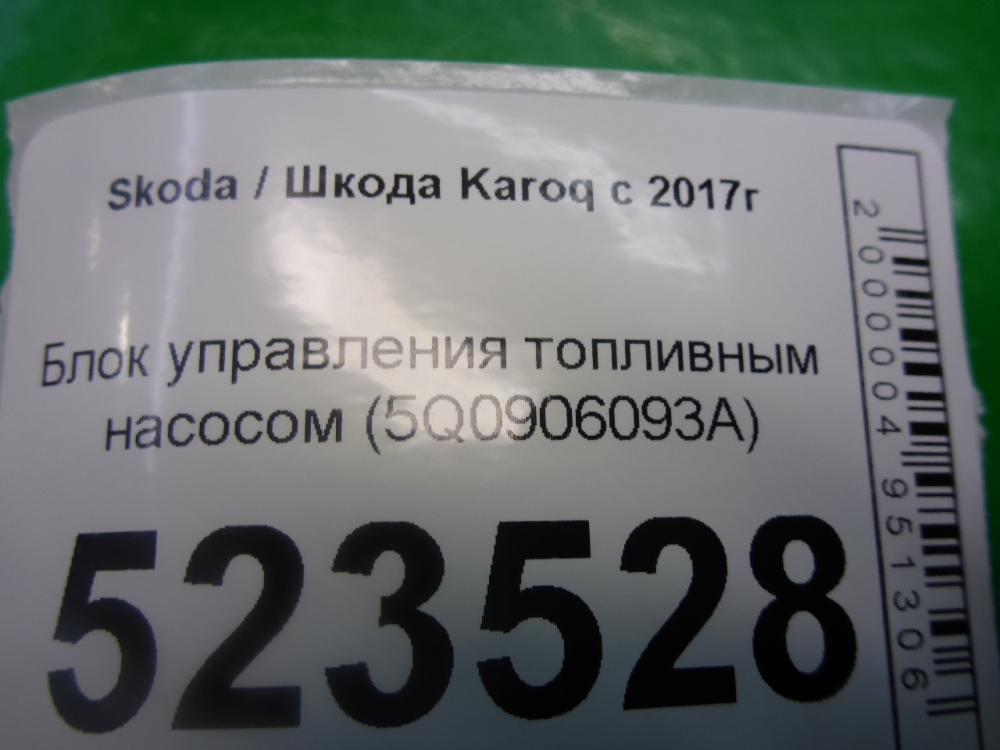 Skoda / Шкода Karoq с 2017г
Блок управления топливным
насосом (5Q0906093A)
523528
2000004951306